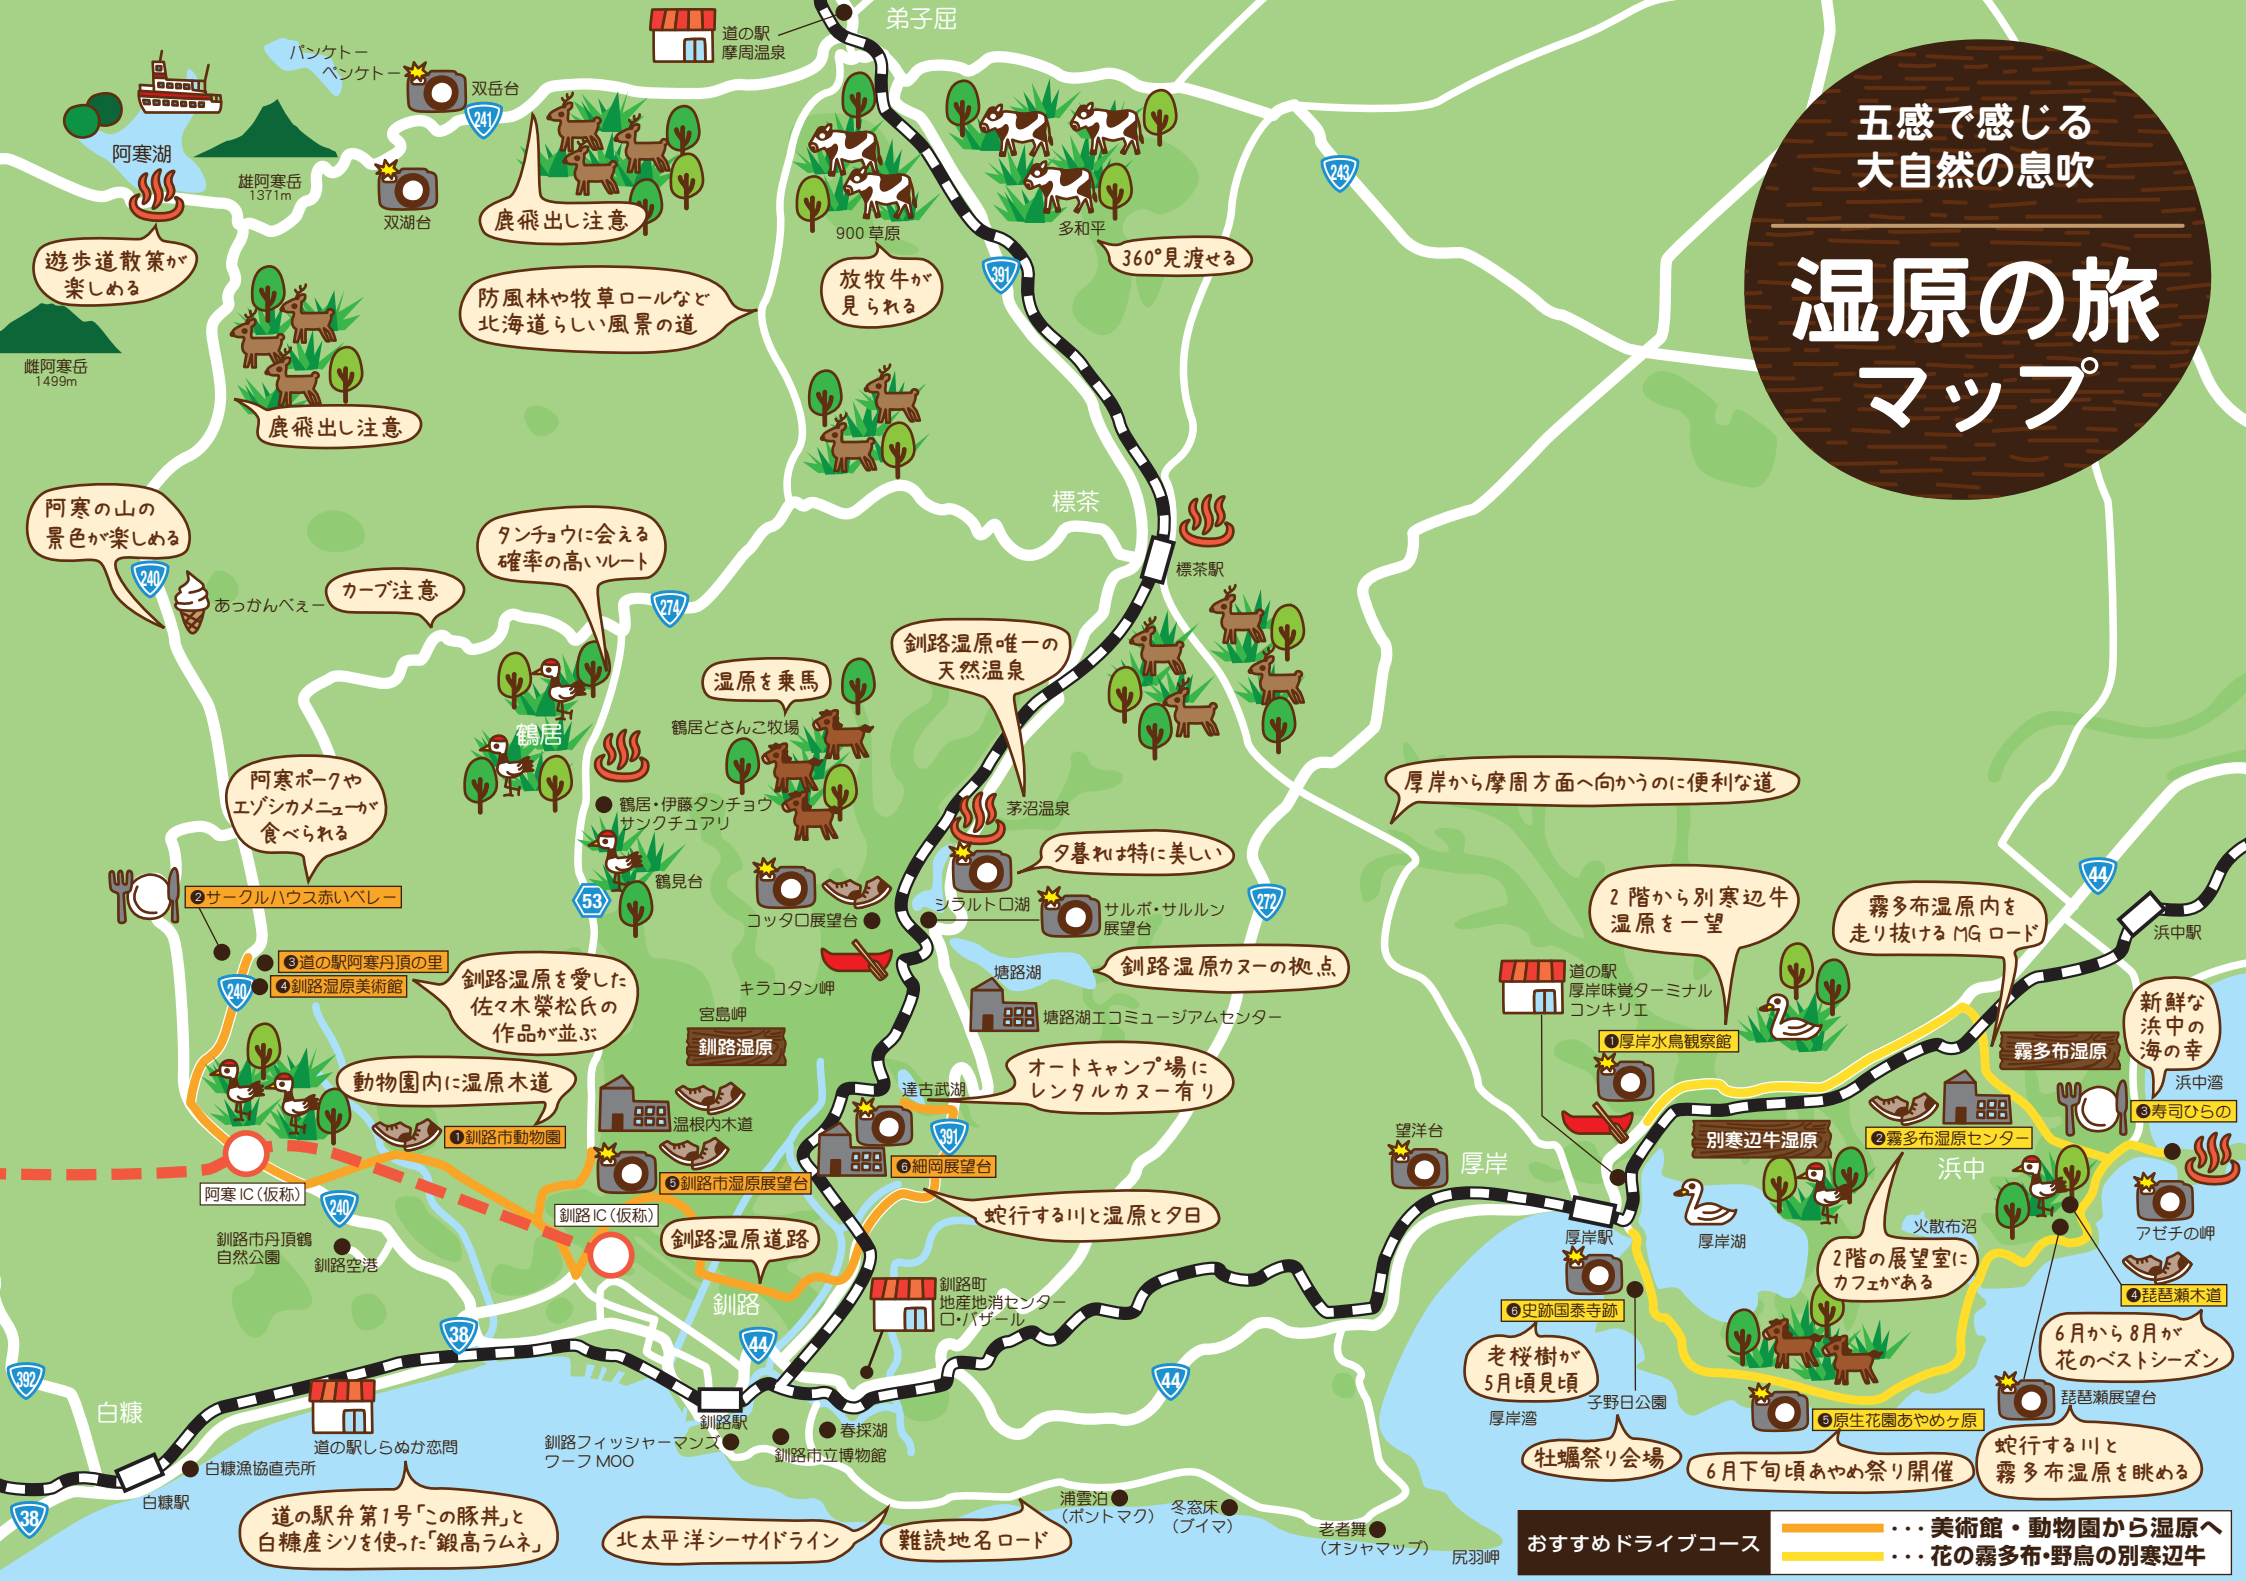 五感で感じる
大自然の息吹
湿原の旅
マップ
弟子屈
道の駅
摩周温泉
パンケトー
ペンケトー
双岳台
241
阿寒湖
雄阿寒岳
1371m
双湖台
鹿飛出し注意
遊歩道散策が
楽しめる
雌阿寒岳
1499m
鹿飛出し注意
防風林や牧草ロールなど
北海道らしい風景の道
900草原
放牧牛が
見られる
多和平
360°見渡せる
391
243
標茶
標茶駅
阿寒の山の
景色が楽しめる
240
あっかんべぇー
カーブ注意
タンチョウに会える
確率の高いルート
274
鶴居
湿原を乗馬
鶴居どさんこ牧場
鶴居・伊藤タンチョウ
サンクチュアリ
鶴見台
53
釧路湿原唯一の
天然温泉
茅沼温泉
夕暮れは特に美しい
シラルトロ湖
コッタロ展望台
サルボ・サルルン
展望台
272
塘路湖
釧路湿原カヌーの拠点
塘路湖エコミュージアムセンター
キラコタン岬
宮島岬
釧路湿原
阿寒ポークや
エゾシカメニューが
食べられる
❷サークルハウス赤いベレー
❸道の駅阿寒丹頂の里
❹釧路湿原美術館
240
釧路湿原を愛した
佐々木榮松氏の
作品が並ぶ
動物園内に湿原木道
❶釧路市動物園
温根内木道
❺釧路市湿原展望台
達古武湖
オートキャンプ場に
レンタルカヌー有り
391
❻細岡展望台
蛇行する川と湿原と夕日
阿寒IC(仮称)
240
釧路市丹頂鶴
自然公園
釧路空港
釧路IC(仮称)
釧路湿原道路
釧路
釧路町
地産地消センター
ロ・バザール
38
44
392
白糠
道の駅しらぬか恋問
白糠漁協直売所
白糠駅
38
道の駅弁第1号「この豚丼」と
白糠産シソを使った「鍛高ラムネ」
釧路駅
釧路フィッシャーマンズ
ワーフMOO
春採湖
釧路市立博物館
北太平洋シーサイドライン
難読地名ロード
44
浦雲泊
(ポントマク)
冬窓床
(ブイマ)
老者舞
(オシャマップ)
尻羽岬
厚岸から摩周方面へ向かうのに便利な道
2階から別寒辺牛
湿原を一望
霧多布湿原内を
走り抜けるMGロード
44
浜中駅
道の駅
厚岸味覚ターミナル
コンキリエ
❶厚岸水鳥観察館
霧多布湿原
新鮮な
浜中の
海の幸
浜中湾
❸寿司ひらの
別寒辺牛湿原
❷霧多布湿原センター
浜中
望洋台
厚岸
厚岸駅
厚岸湖
火散布沼
アゼチの岬
2階の展望室に
カフェがある
❹琵琶瀬木道
❻史跡国泰寺跡
6月から8月が
花のベストシーズン
老桜樹が
5月頃見頃
子野日公園
厚岸湾
❺原生花園あやめヶ原
琵琶瀬展望台
牡蠣祭り会場
6月下旬頃あやめ祭り開催
蛇行する川と
霧多布湿原を眺める
おすすめドライブコース
・・・美術館・動物園から湿原へ
・・・花の霧多布・野鳥の別寒辺牛